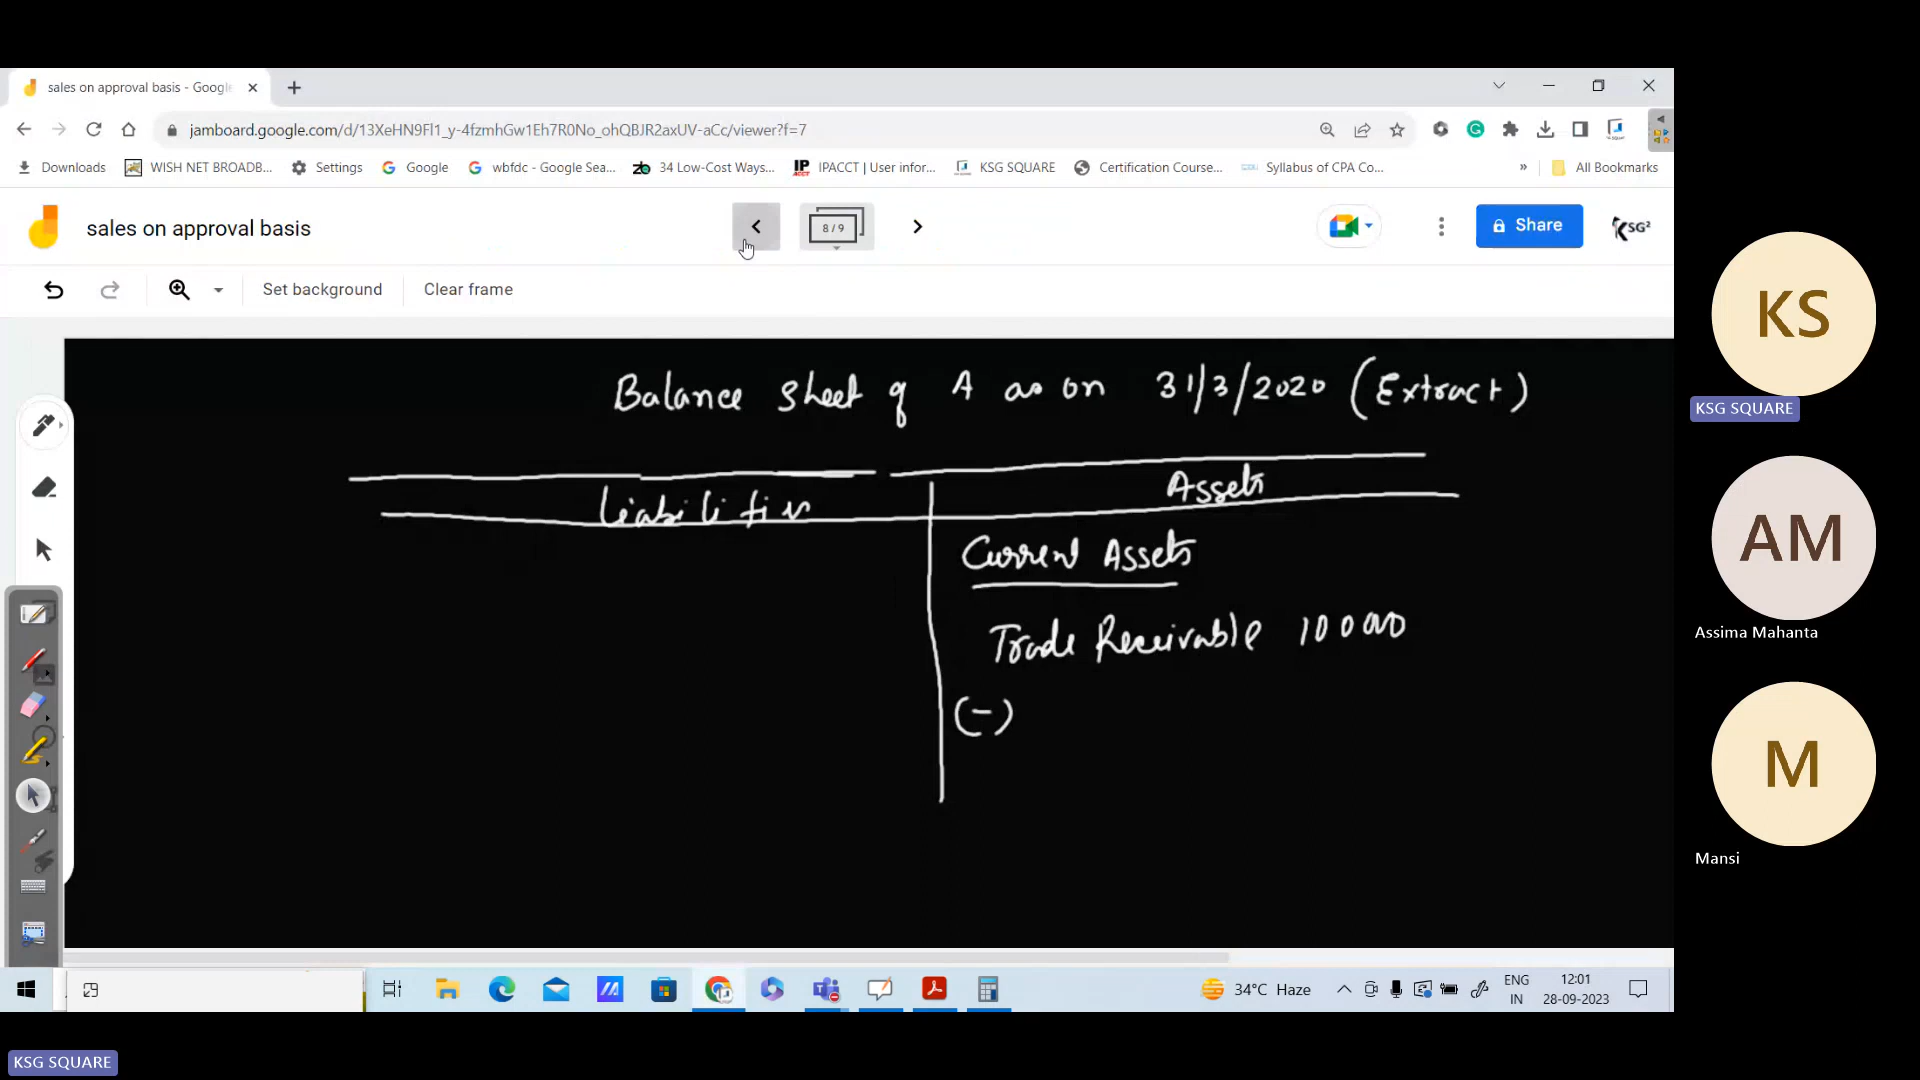 sales on approval basis - Googl
jamboard.google.com/d/13XeHN9Fl1_y-4fzmhGw1Eh7R0No_ohQBJR2axUV-aCc/viewer?f=7
Downloads WISH NET BROADB... Settings Google wbfdc - Google Sea... 34 Low-Cost Ways... IPACCT | User infor... KSG SQUARE Certification Course... Syllabus of CPA Co... » All Bookmarks
sales on approval basis 8/9 Share KSG²
Set background Clear frame
Balance sheet of A as on 31/3/2020 (Extract)
Liabilities Assets
Current Assets
Trade Receivable 10000
(-)
KS
KSG SQUARE
AM
Assima Mahanta
M
Mansi
34°C Haze ENG IN 12:01 28-09-2023
KSG SQUARE